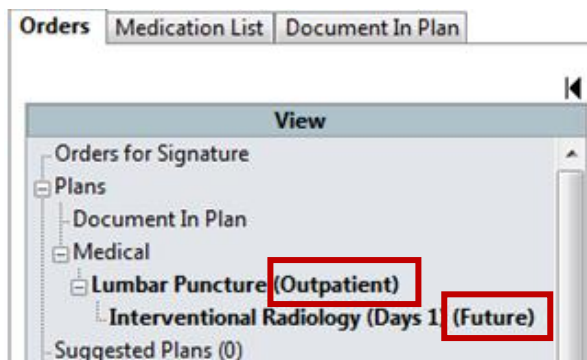 Orders Medication List Document In Plan
View
Orders for Signature
Plans
Document In Plan
Medical
Lumbar Puncture (Outpatient)
Interventional Radiology (Days 1) (Future)
Suggested Plans (0)